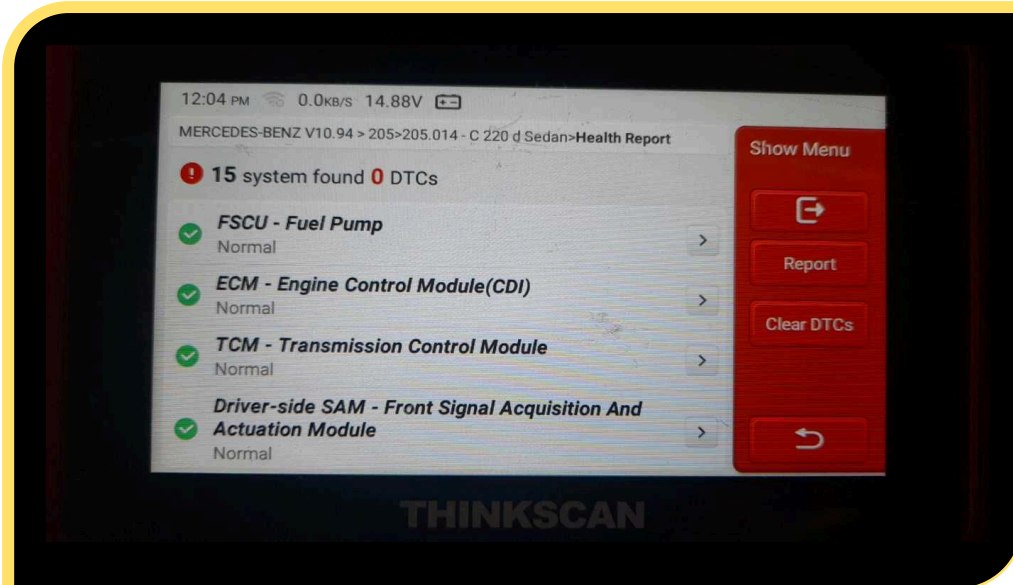 12:04 PM 0.0KB/S 14.88V
MERCEDES-BENZ V10.94 > 205>205.014 - C 220 d Sedan>Health Report
Show Menu
15 system found 0 DTCs
FSCU - Fuel Pump
Normal
ECM - Engine Control Module(CDI)
Normal
TCM - Transmission Control Module
Normal
Driver-side SAM - Front Signal Acquisition And
Actuation Module
Normal
Report
Clear DTCs
THINKSCAN